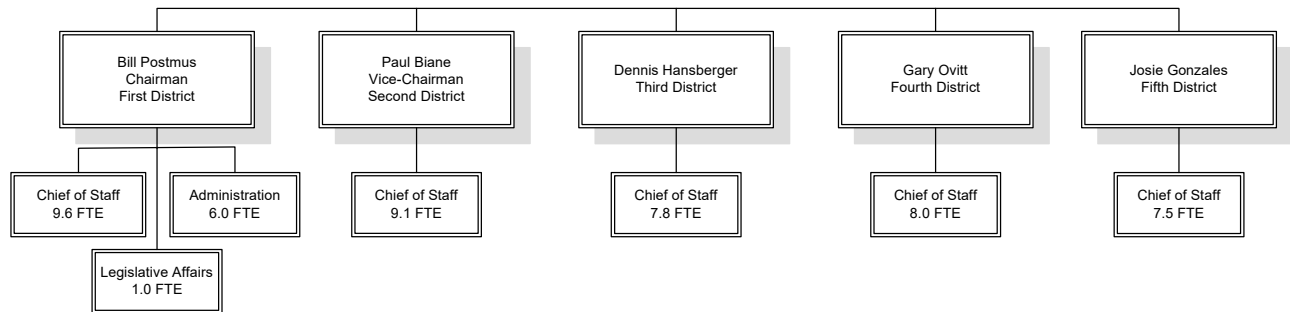 Bill Postmus
Chairman
First District
Paul Biane
Vice-Chairman
Second District
Dennis Hansberger
Third District
Gary Ovitt
Fourth District
Josie Gonzales
Fifth District
Chief of Staff
9.6 FTE
Administration
6.0 FTE
Chief of Staff
9.1 FTE
Chief of Staff
7.8 FTE
Chief of Staff
8.0 FTE
Chief of Staff
7.5 FTE
Legislative Affairs
1.0 FTE